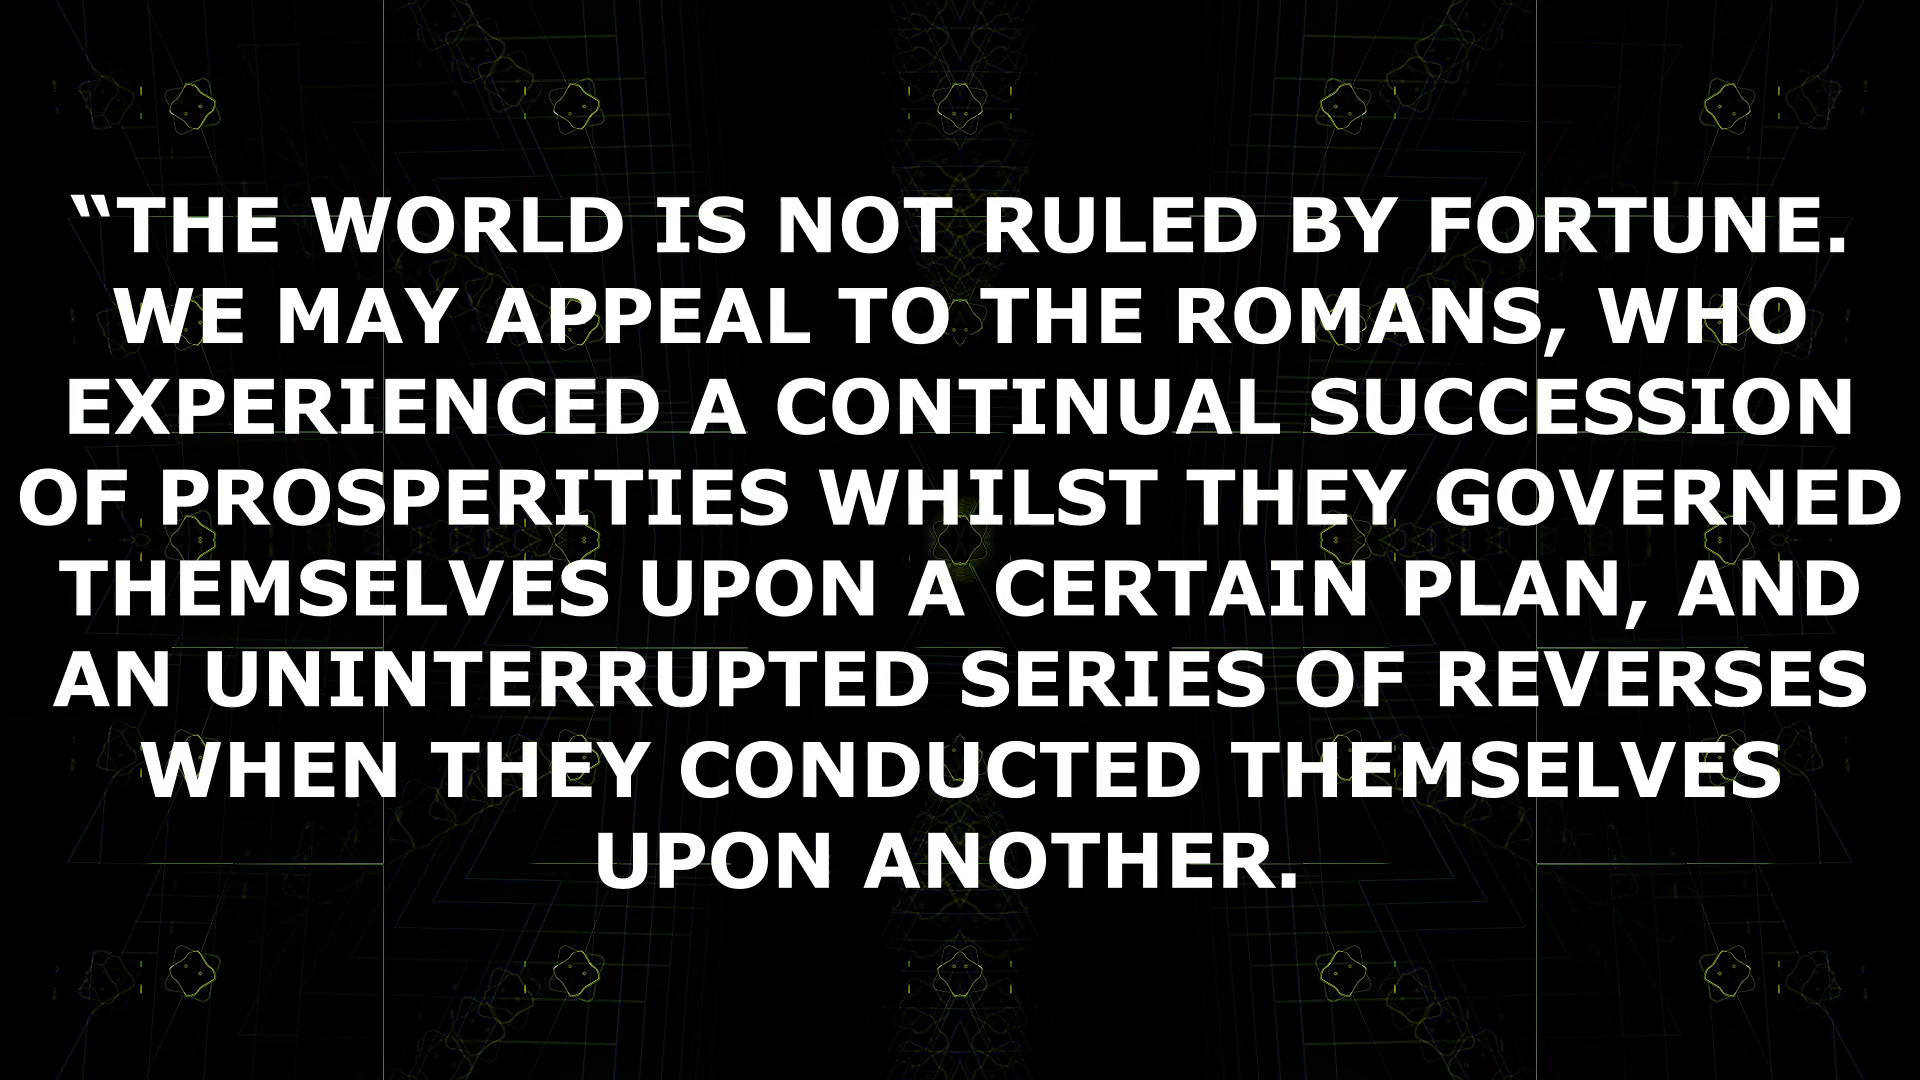 “THE WORLD IS NOT RULED BY FORTUNE.
WE MAY APPEAL TO THE ROMANS, WHO
EXPERIENCED A CONTINUAL SUCCESSION
OF PROSPERITIES WHILST THEY GOVERNED
THEMSELVES UPON A CERTAIN PLAN, AND
AN UNINTERRUPTED SERIES OF REVERSES
WHEN THEY CONDUCTED THEMSELVES
UPON ANOTHER.